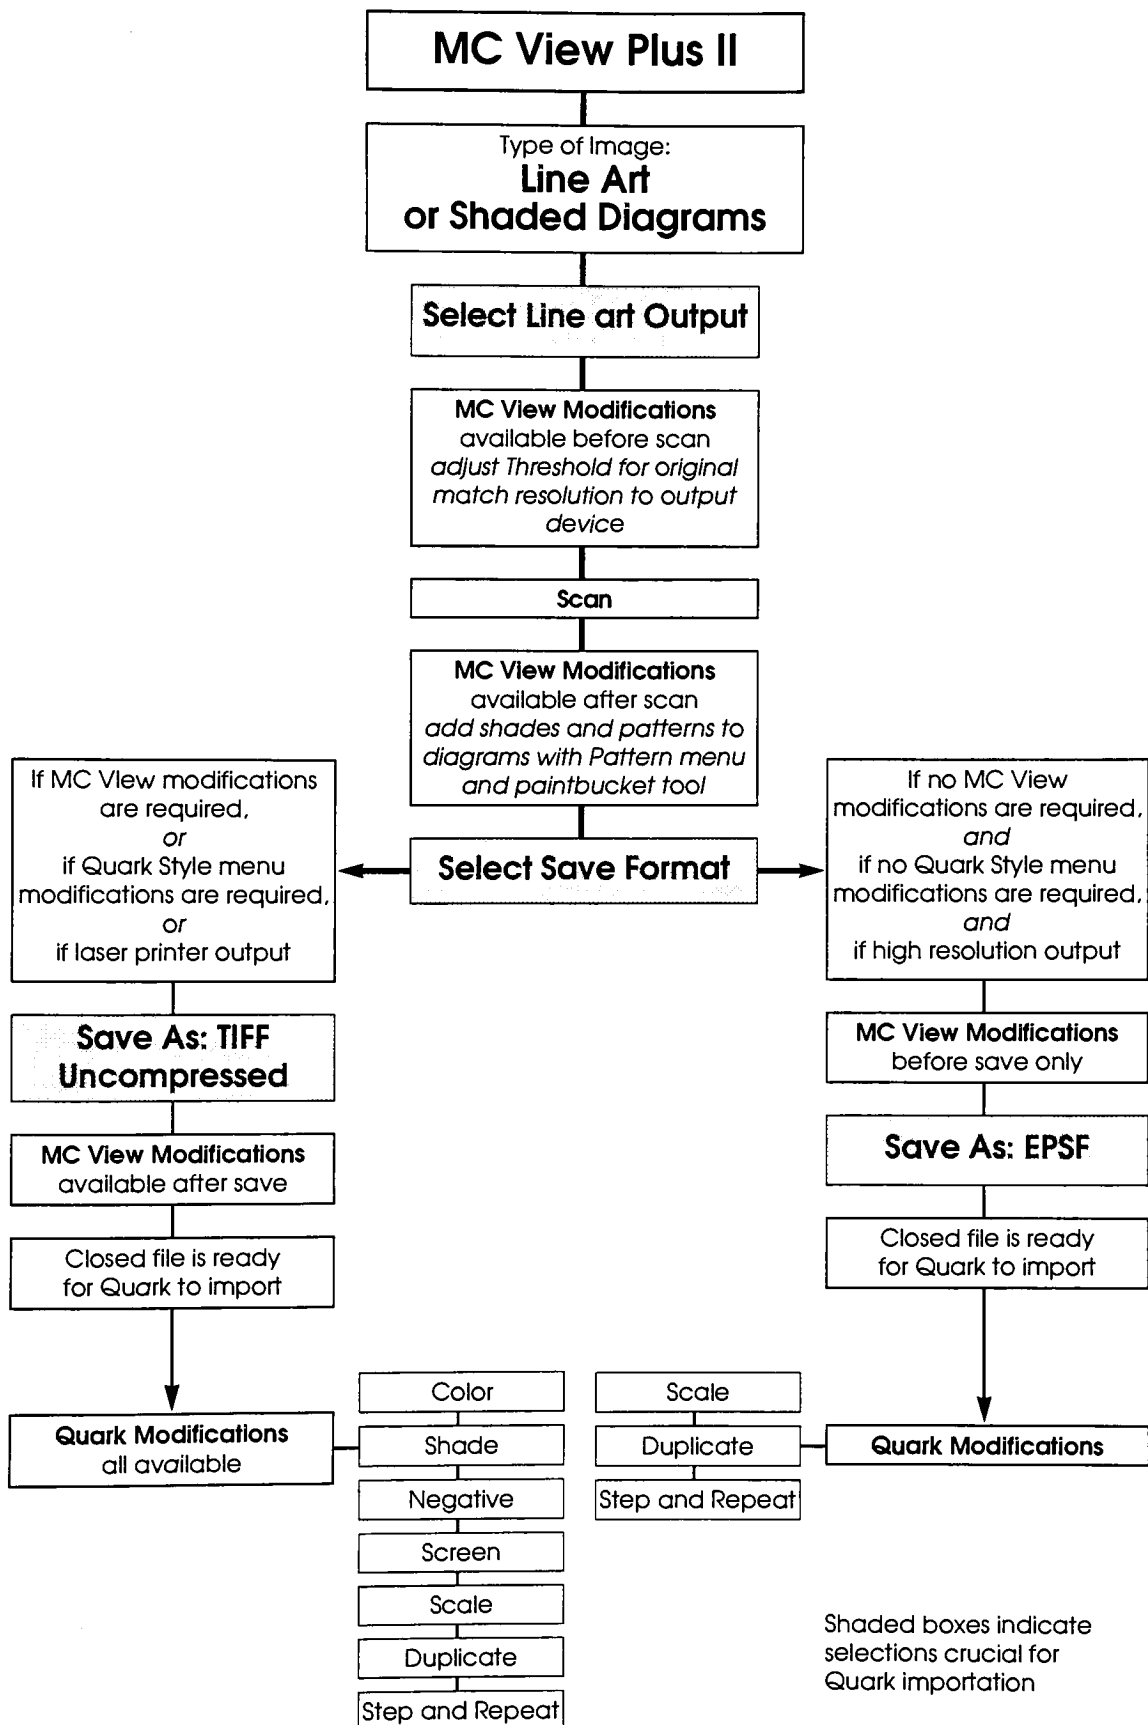 MC View Plus II
Type of Image:
Line Art
or Shaded Diagrams
Select Line art Output
MC View Modifications
available before scan
adjust Threshold for original
match resolution to output
device
Scan
MC View Modifications
available after scan
add shades and patterns to
diagrams with Pattern menu
and paintbucket tool
Select Save Format
If MC VIew modifications
are required,
or
if Quark Style menu
modifications are required,
or
if laser printer output
Save As: TIFF
Uncompressed
MC View Modifications
available after save
Closed file is ready
for Quark to import
Quark Modifications
all available
Color
Shade
Negative
Screen
Scale
Duplicate
Step and Repeat
If no MC View
modifications are required,
and
if no Quark Style menu
modifications are required,
and
if high resolution output
MC View Modifications
before save only
Save As: EPSF
Closed file is ready
for Quark to import
Quark Modifications
Scale
Duplicate
Step and Repeat
Shaded boxes indicate
selections crucial for
Quark importation